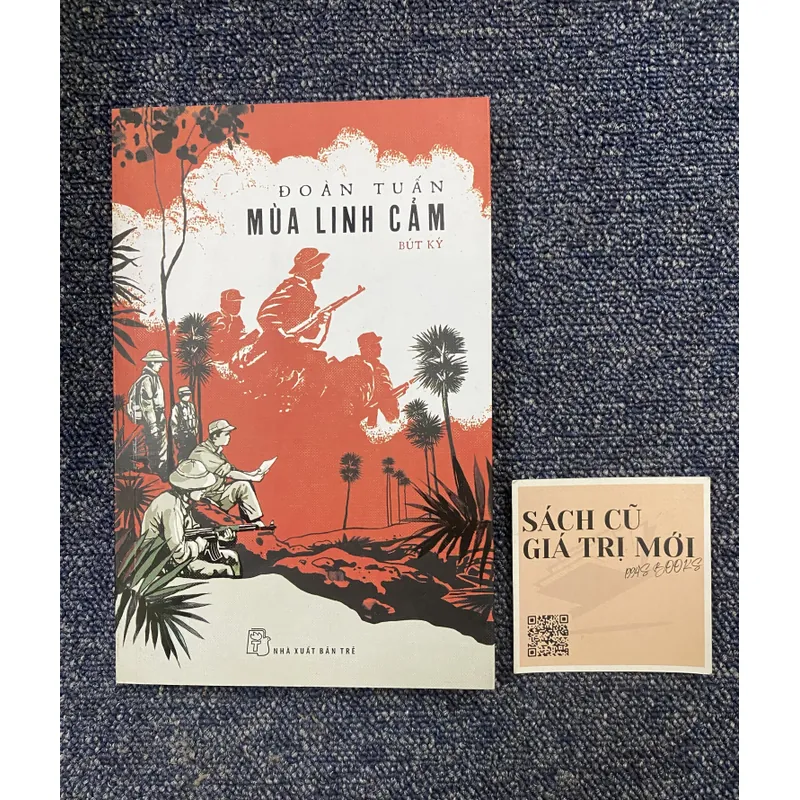 ĐOÀN TUẤN
MÙA LINH CẢM
BÚT KÝ
NHÀ XUẤT BẢN TRẺ
SÁCH CŨ
GIÁ TRỊ MỚI